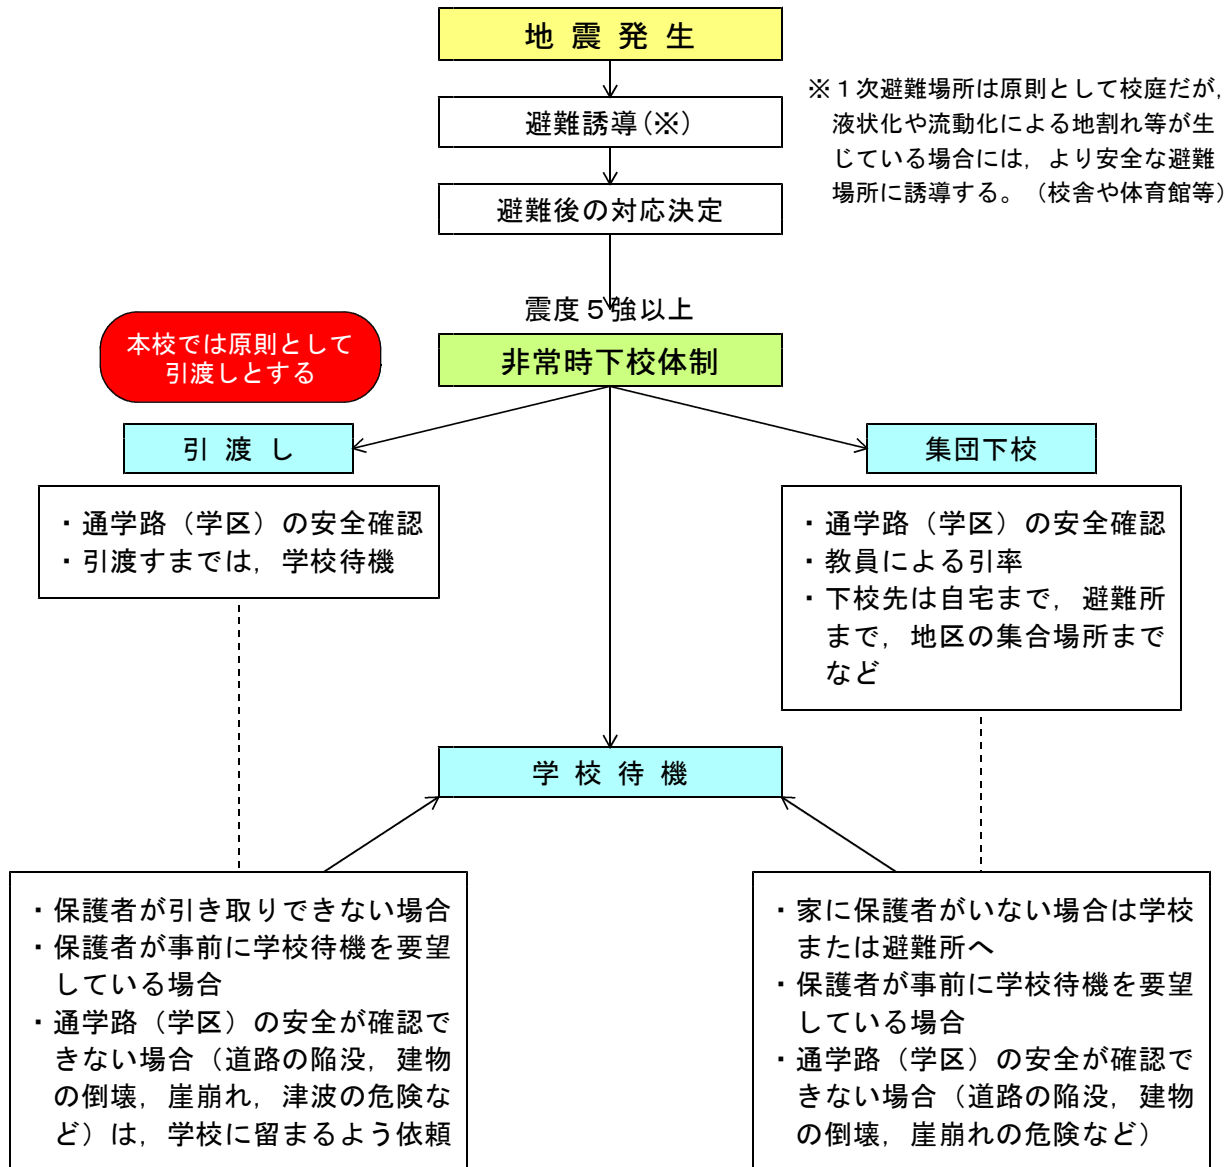 地 震 発 生
※１次避難場所は原則として校庭だが，
液状化や流動化による地割れ等が生
じている場合には，より安全な避難
場所に誘導する。（校舎や体育館等）
避難誘導(※)
避難後の対応決定
震度５強以上
本校では原則として
引渡しとする
非常時下校体制
引 渡 し
集団下校
・通学路（学区）の安全確認
・引渡すまでは，学校待機
・通学路（学区）の安全確認
・教員による引率
・下校先は自宅まで，避難所
まで，地区の集合場所まで
など
学 校 待 機
・保護者が引き取りできない場合
・保護者が事前に学校待機を要望
している場合
・通学路（学区）の安全が確認で
きない場合（道路の陥没，建物
の倒壊，崖崩れ，津波の危険な
ど）は，学校に留まるよう依頼
・家に保護者がいない場合は学校
または避難所へ
・保護者が事前に学校待機を要望
している場合
・通学路（学区）の安全が確認で
きない場合（道路の陥没，建物
の倒壊，崖崩れの危険など）